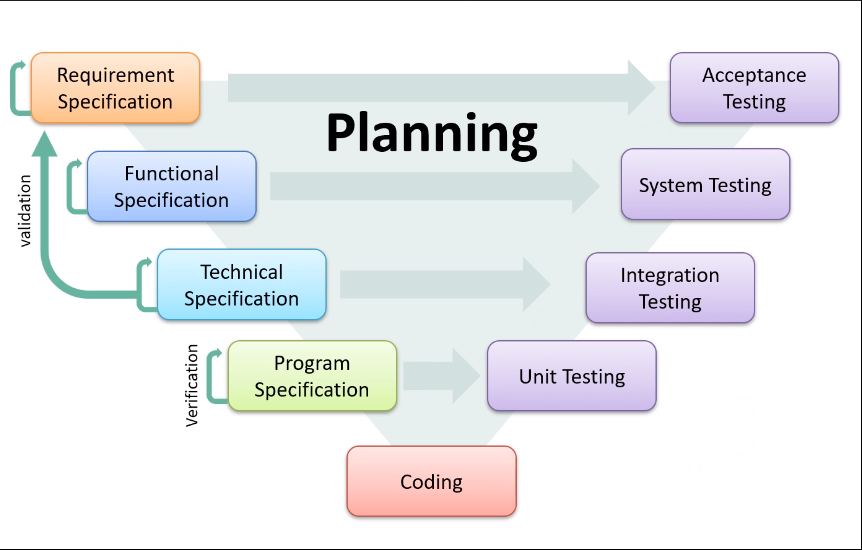 Requirement
Specification
Acceptance
Testing
Planning
Functional
Specification
System Testing
validation
Technical
Specification
Integration
Testing
Verification
Program
Specification
Unit Testing
Coding